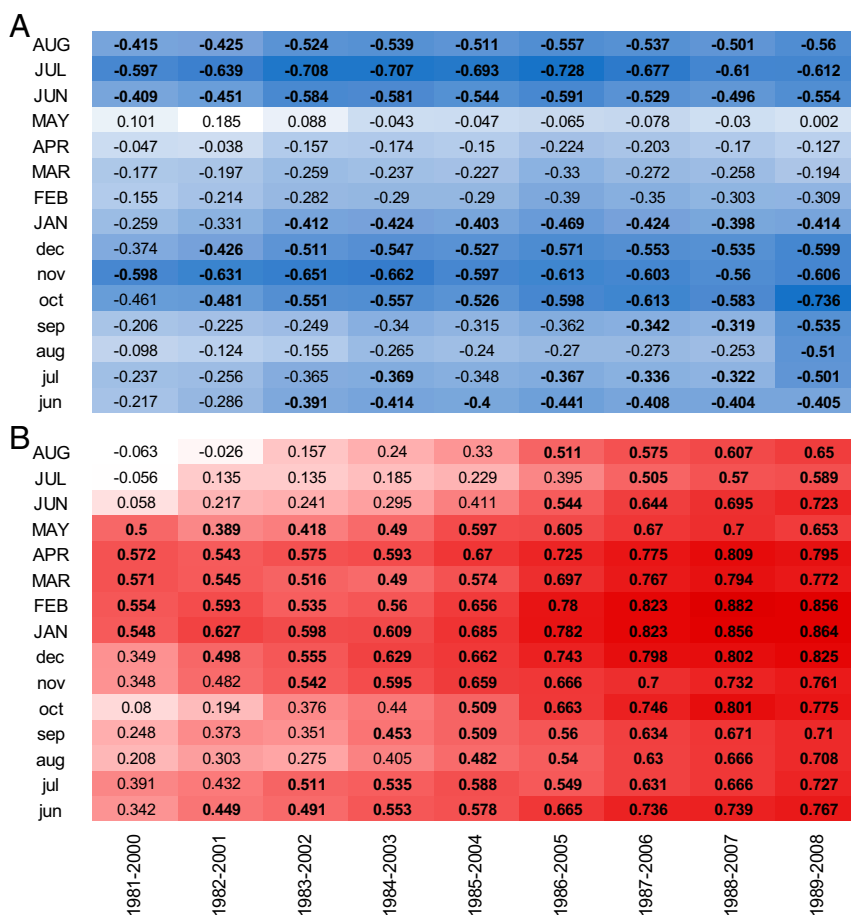 A
AUG -0.415 -0.425 -0.524 -0.539 -0.511 -0.557 -0.537 -0.501 -0.56
JUL -0.597 -0.639 -0.708 -0.707 -0.693 -0.728 -0.677 -0.61 -0.612
JUN -0.409 -0.451 -0.584 -0.581 -0.544 -0.591 -0.529 -0.496 -0.554
MAY 0.101 0.185 0.088 -0.043 -0.047 -0.065 -0.078 -0.03 0.002
APR -0.047 -0.038 -0.157 -0.174 -0.15 -0.224 -0.203 -0.17 -0.127
MAR -0.177 -0.197 -0.259 -0.237 -0.227 -0.33 -0.272 -0.258 -0.194
FEB -0.155 -0.214 -0.282 -0.29 -0.29 -0.39 -0.35 -0.303 -0.309
JAN -0.259 -0.331 -0.412 -0.424 -0.403 -0.469 -0.424 -0.398 -0.414
dec -0.374 -0.426 -0.511 -0.547 -0.527 -0.571 -0.553 -0.535 -0.599
nov -0.598 -0.631 -0.651 -0.662 -0.597 -0.613 -0.603 -0.56 -0.606
oct -0.461 -0.481 -0.551 -0.557 -0.526 -0.598 -0.613 -0.583 -0.736
sep -0.206 -0.225 -0.249 -0.34 -0.315 -0.362 -0.342 -0.319 -0.535
aug -0.098 -0.124 -0.155 -0.265 -0.24 -0.27 -0.273 -0.253 -0.51
jul -0.237 -0.256 -0.365 -0.369 -0.348 -0.367 -0.336 -0.322 -0.501
jun -0.217 -0.286 -0.391 -0.414 -0.4 -0.441 -0.408 -0.404 -0.405
B
AUG -0.063 -0.026 0.157 0.24 0.33 0.511 0.575 0.607 0.65
JUL -0.056 0.135 0.135 0.185 0.229 0.395 0.505 0.57 0.589
JUN 0.058 0.217 0.241 0.295 0.411 0.544 0.644 0.695 0.723
MAY 0.5 0.389 0.418 0.49 0.597 0.605 0.67 0.7 0.653
APR 0.572 0.543 0.575 0.593 0.67 0.725 0.775 0.809 0.795
MAR 0.571 0.545 0.516 0.49 0.574 0.697 0.767 0.794 0.772
FEB 0.554 0.593 0.535 0.56 0.656 0.78 0.823 0.882 0.856
JAN 0.548 0.627 0.598 0.609 0.685 0.782 0.823 0.856 0.864
dec 0.349 0.498 0.555 0.629 0.662 0.743 0.798 0.802 0.825
nov 0.348 0.482 0.542 0.595 0.659 0.666 0.7 0.732 0.761
oct 0.08 0.194 0.376 0.44 0.509 0.663 0.746 0.801 0.775
sep 0.248 0.373 0.351 0.453 0.509 0.56 0.634 0.671 0.71
aug 0.208 0.303 0.275 0.405 0.482 0.54 0.63 0.666 0.708
jul 0.391 0.432 0.511 0.535 0.588 0.549 0.631 0.666 0.727
jun 0.342 0.449 0.491 0.553 0.578 0.665 0.736 0.739 0.767
1981-2000 1982-2001 1983-2002 1984-2003 1985-2004 1986-2005 1987-2006 1988-2007 1989-2008